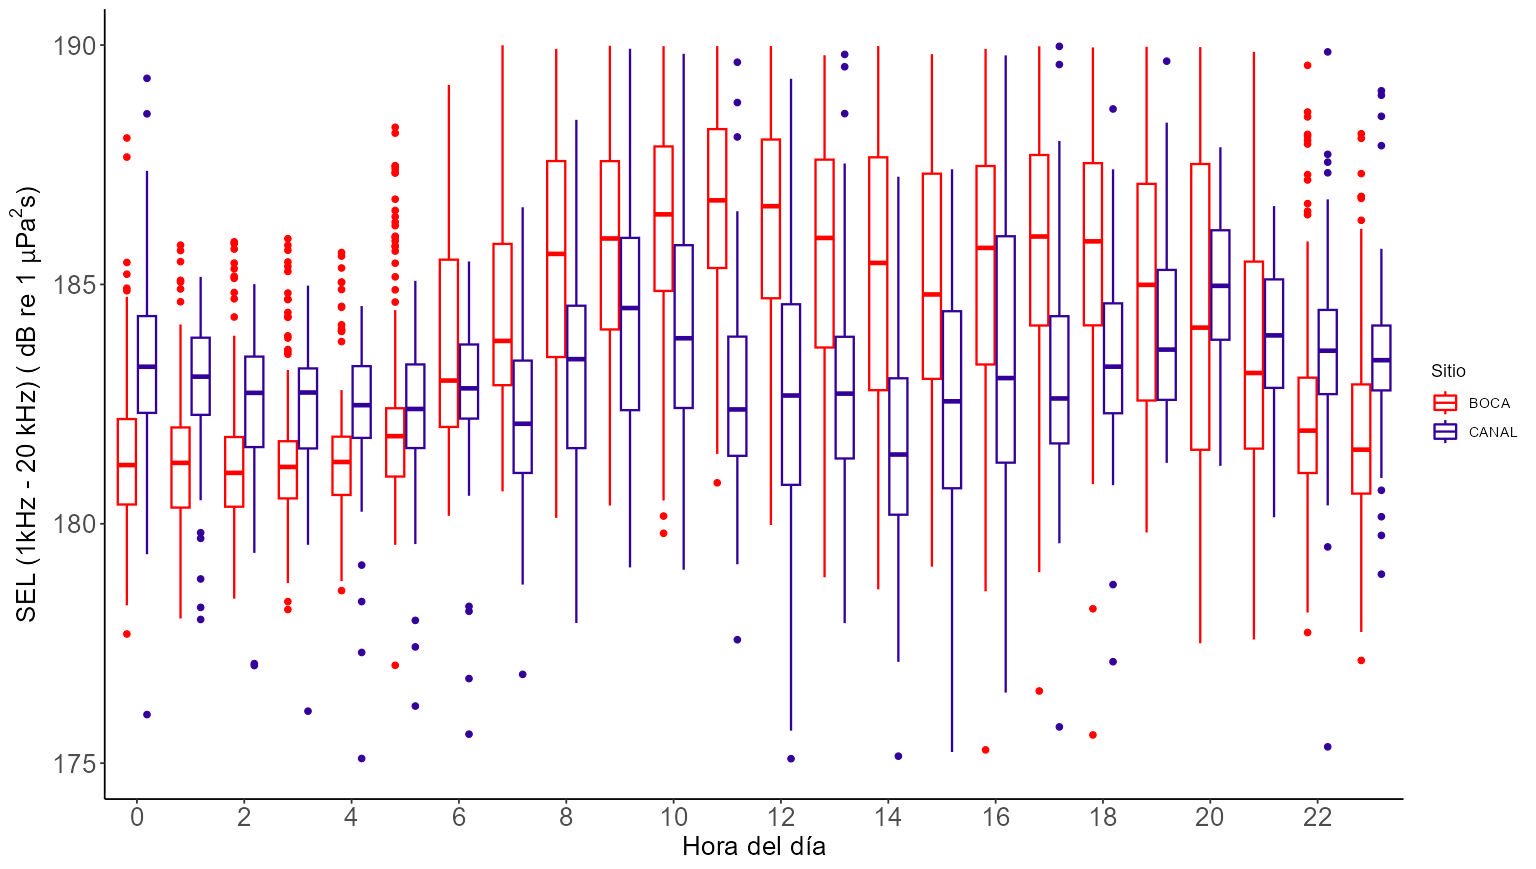 SEL (1kHz - 20 kHz) ( dB re 1 µPa²s)
190
185
180
175
0 2 4 6 8 10 12 14 16 18 20 22
Hora del día
Sitio
BOCA
CANAL